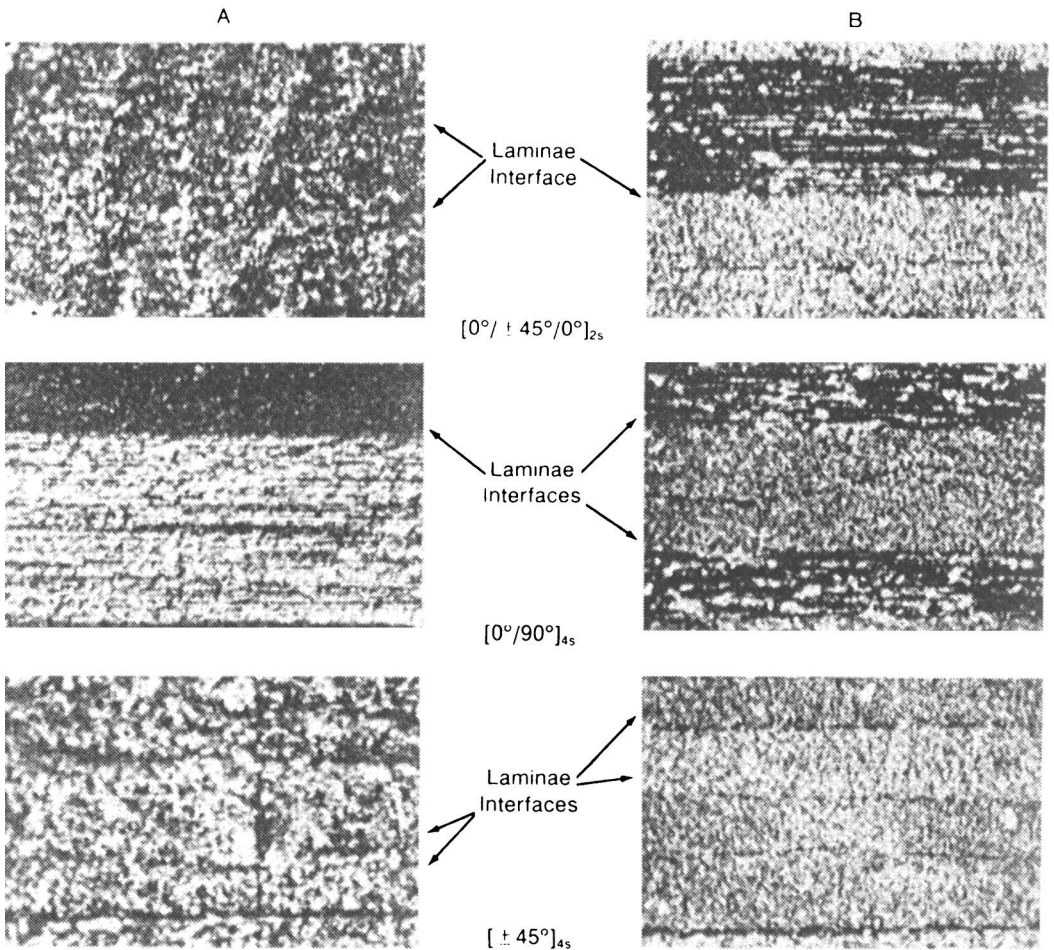 A
B
Laminae
Interface
[0°/ ± 45°/0°]2s
Laminae
Interfaces
[0°/90°]4s
Laminae
Interfaces
[ ± 45°]4s